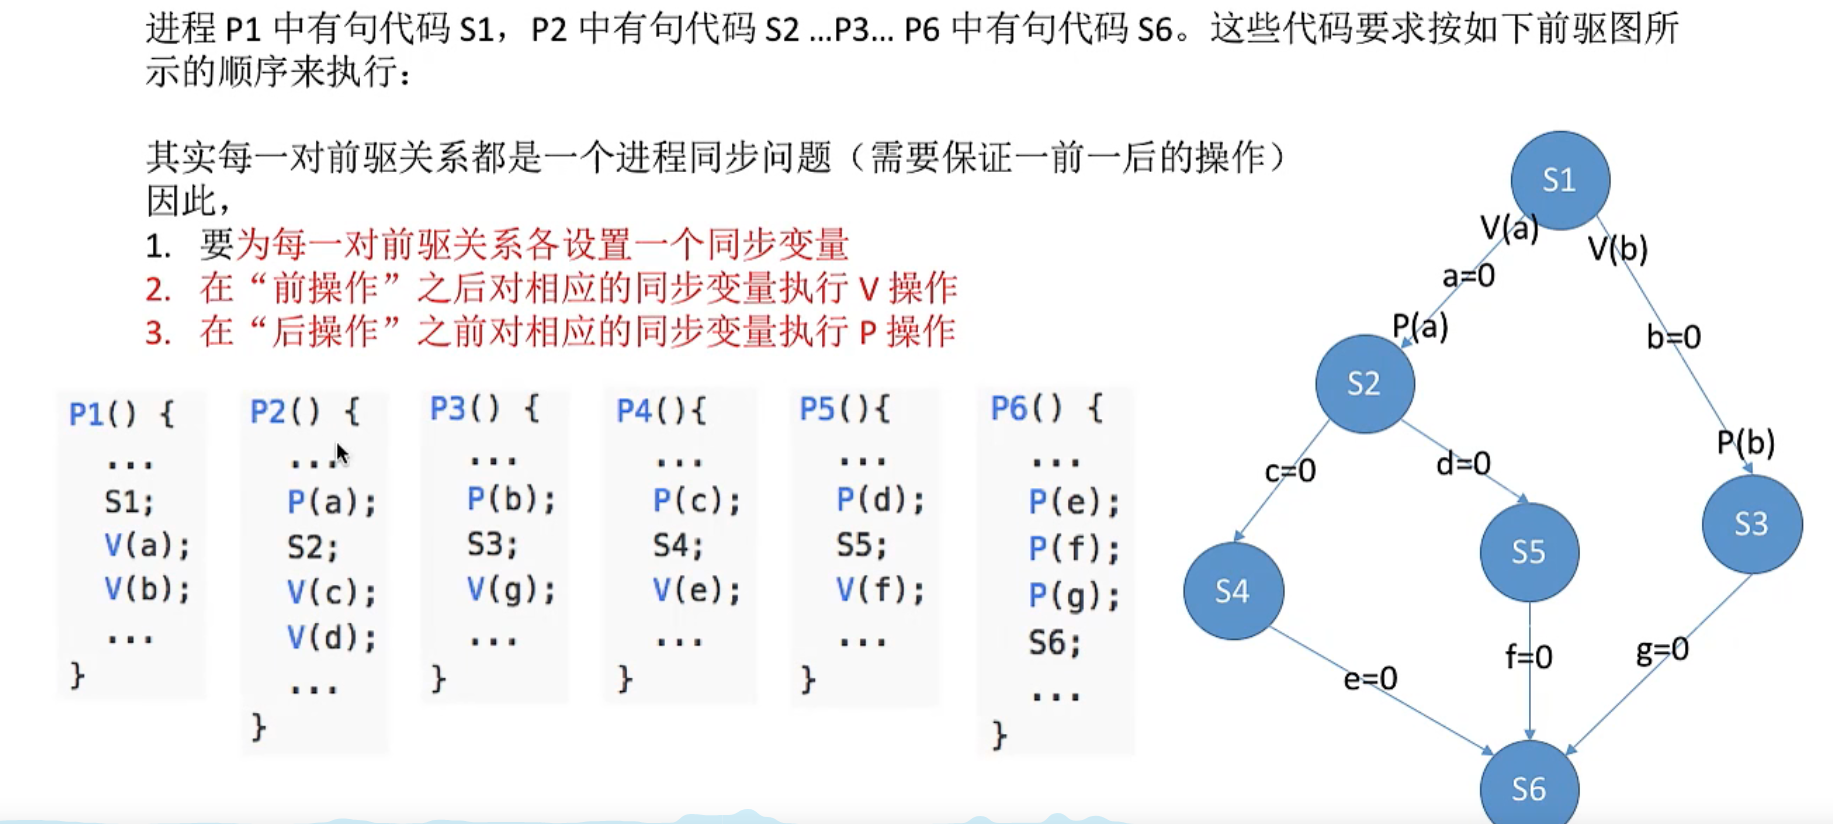 进程 P1 中有句代码 S1，P2 中有句代码 S2 ...P3... P6 中有句代码 S6。这些代码要求按如下前驱图所
示的顺序来执行：
其实每一对前驱关系都是一个进程同步问题（需要保证一前一后的操作）
因此，
1. 要为每一对前驱关系各设置一个同步变量
2. 在“前操作”之后对相应的同步变量执行 V 操作
3. 在“后操作”之前对相应的同步变量执行 P 操作
P1() {
...
S1;
V(a);
V(b);
...
}
P2() {
...
P(a);
S2;
V(c);
V(d);
...
}
P3() {
...
P(b);
S3;
V(g);
...
}
P4(){
...
P(c);
S4;
V(e);
...
}
P5(){
...
P(d);
S5;
V(f);
...
}
P6() {
...
P(e);
P(f);
P(g);
S6;
...
}
S1
V(a)
V(b)
a=0
P(a)
b=0
S2
P(b)
c=0
d=0
S3
S5
S4
f=0
g=0
e=0
S6